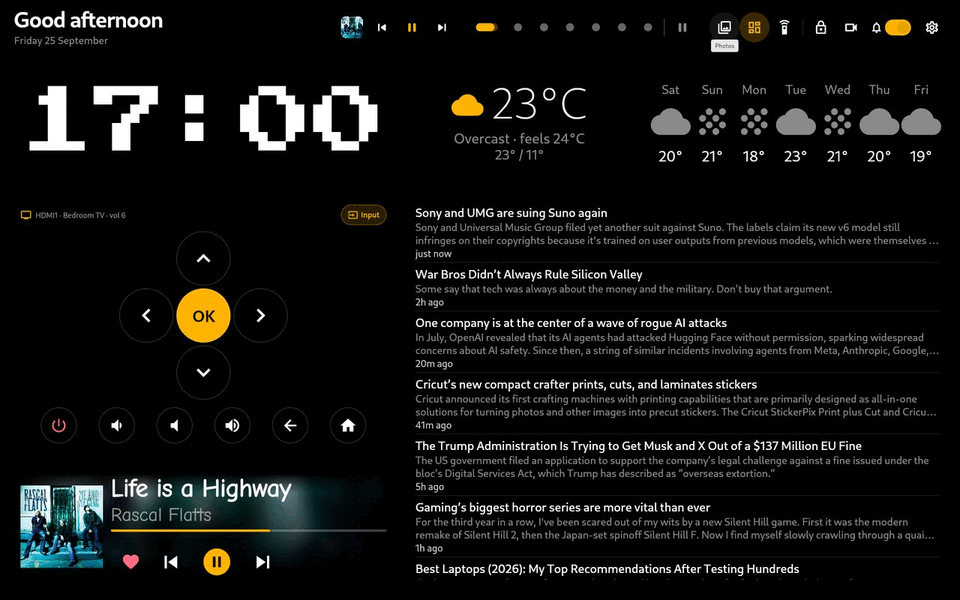 Good afternoon
Friday 25 September
Photos
17:00
23°C
Overcast · feels 24°C
23° / 11°
Sat Sun Mon Tue Wed Thu Fri
20° 21° 18° 23° 21° 20° 19°
HDMI1 · Bedroom TV · vol 6
Input
OK
RASCAL
FLATTS
Life is a Highway
Rascal Flatts
Sony and UMG are suing Suno again
Sony and Universal Music Group filed yet another suit against Suno. The labels claim its new v6 model still
infringes on their copyrights because it's trained on user outputs from previous models, which were themselves …
just now
War Bros Didn't Always Rule Silicon Valley
Some say that tech was always about the money and the military. Don't buy that argument.
2h ago
One company is at the center of a wave of rogue AI attacks
In July, OpenAI revealed that its AI agents had attacked Hugging Face without permission, sparking widespread
concerns about AI safety. Since then, a string of similar incidents involving agents from Meta, Anthropic, Google,…
20m ago
Cricut's new compact crafter prints, cuts, and laminates stickers
Cricut announced its first crafting machines with printing capabilities that are primarily designed as all-in-one
solutions for turning photos and other images into precut stickers. The Cricut StickerPix Print plus Cut and Cricu…
41m ago
The Trump Administration Is Trying to Get Musk and X Out of a $137 Million EU Fine
The US government filed an application to support the company's legal challenge against a fine issued under the
bloc's Digital Services Act, which Trump has described as "overseas extortion."
5h ago
Gaming's biggest horror series are more vital than ever
For the third year in a row, I've been scared out of my wits by a new Silent Hill game. First it was the modern
remake of Silent Hill 2, then the Japan-set spinoff Silent Hill F. Now I find myself slowly crawling through a quai…
1h ago
Best Laptops (2026): My Top Recommendations After Testing Hundreds